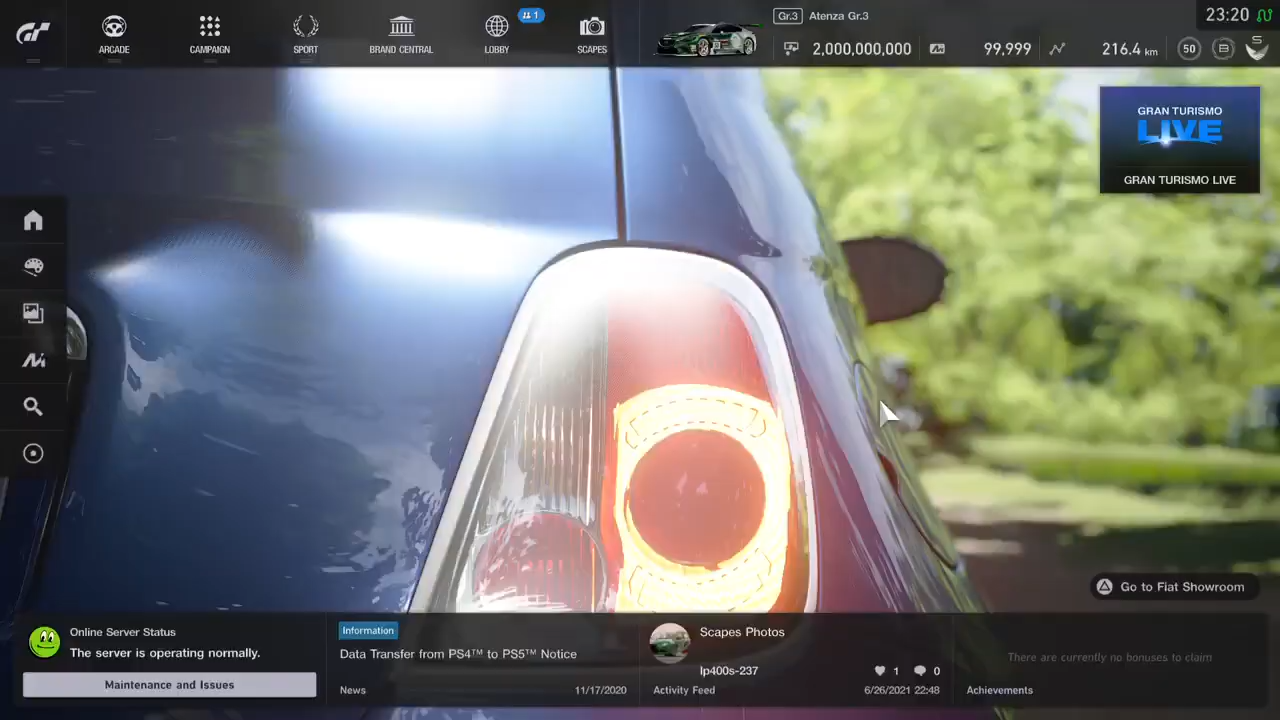 ARCADE
CAMPAIGN
SPORT
BRAND CENTRAL
LOBBY
1
SCAPES
Gr.3 Atenza Gr.3
2,000,000,000
99,999
216.4 km
50
B
S
23:20
GRAN TURISMO
LIVE
GRAN TURISMO LIVE
Go to Fiat Showroom
Online Server Status
The server is operating normally.
Maintenance and Issues
Information
Data Transfer from PS4™ to PS5™ Notice
News 11/17/2020
Scapes Photos
lp400s-237
1 0
Activity Feed 6/26/2021 22:48
There are currently no bonuses to claim
Achievements